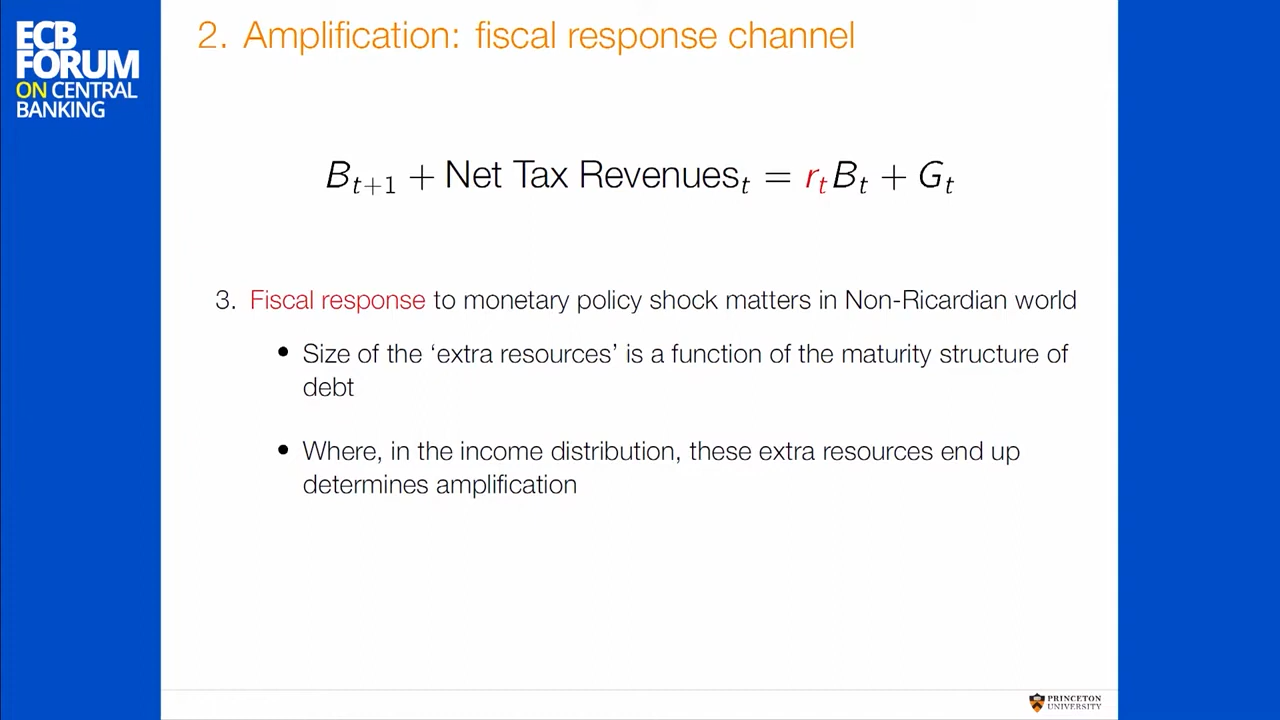 ECB
FORUM
ON CENTRAL
BANKING
2. Amplification: fiscal response channel
B_{t+1} + Net Tax Revenues_t = r_t B_t + G_t
3. Fiscal response to monetary policy shock matters in Non-Ricardian world
• Size of the ‘extra resources’ is a function of the maturity structure of
debt
• Where, in the income distribution, these extra resources end up
determines amplification
PRINCETON
UNIVERSITY